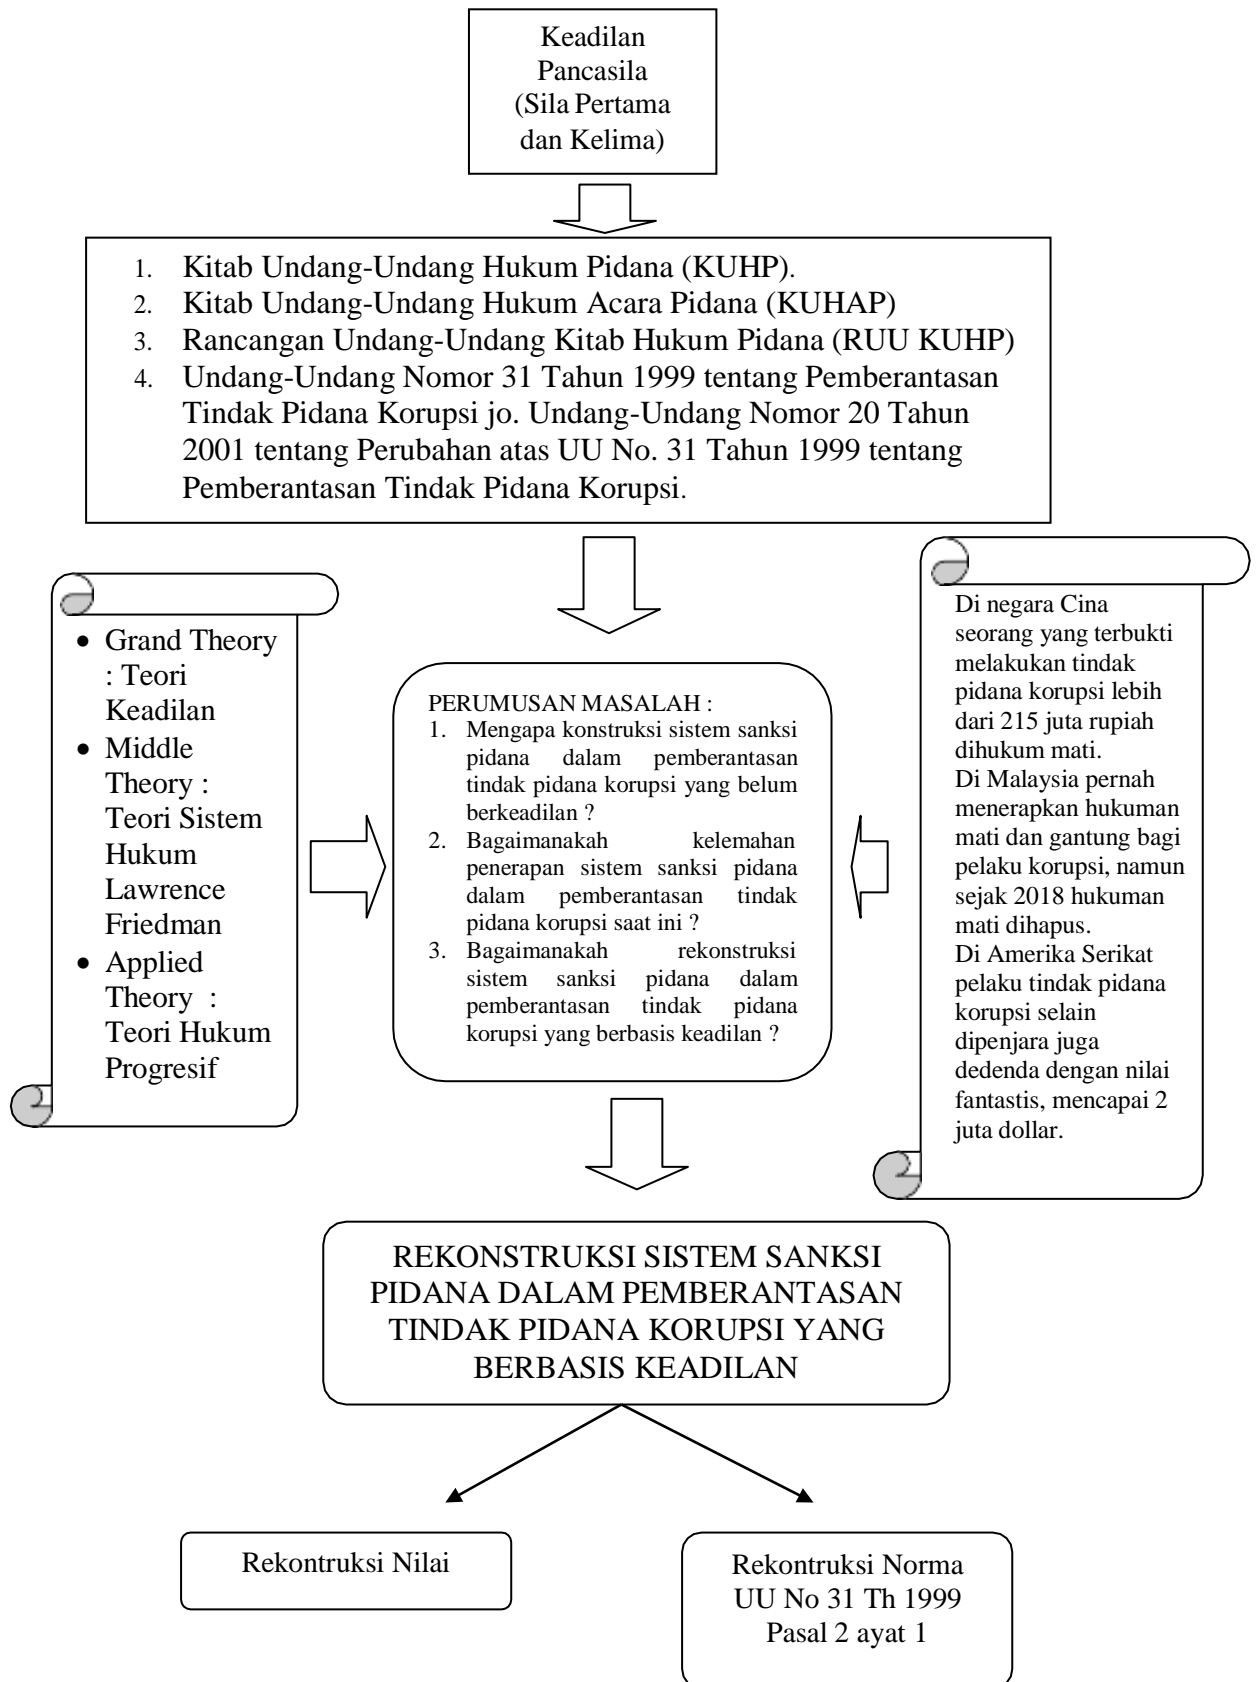 Keadilan
Pancasila
(Sila Pertama
dan Kelima)
1. Kitab Undang-Undang Hukum Pidana (KUHP).
2. Kitab Undang-Undang Hukum Acara Pidana (KUHAP)
3. Rancangan Undang-Undang Kitab Hukum Pidana (RUU KUHP)
4. Undang-Undang Nomor 31 Tahun 1999 tentang Pemberantasan
Tindak Pidana Korupsi jo. Undang-Undang Nomor 20 Tahun
2001 tentang Perubahan atas UU No. 31 Tahun 1999 tentang
Pemberantasan Tindak Pidana Korupsi.
• Grand Theory
: Teori
Keadilan
• Middle
Theory :
Teori Sistem
Hukum
Lawrence
Friedman
• Applied
Theory :
Teori Hukum
Progresif
PERUMUSAN MASALAH :
1. Mengapa konstruksi sistem sanksi
pidana dalam pemberantasan
tindak pidana korupsi yang belum
berkeadilan ?
2. Bagaimanakah kelemahan
penerapan sistem sanksi pidana
dalam pemberantasan tindak
pidana korupsi saat ini ?
3. Bagaimanakah rekonstruksi
sistem sanksi pidana dalam
pemberantasan tindak pidana
korupsi yang berbasis keadilan ?
Di negara Cina
seorang yang terbukti
melakukan tindak
pidana korupsi lebih
dari 215 juta rupiah
dihukum mati.
Di Malaysia pernah
menerapkan hukuman
mati dan gantung bagi
pelaku korupsi, namun
sejak 2018 hukuman
mati dihapus.
Di Amerika Serikat
pelaku tindak pidana
korupsi selain
dipenjara juga
dedenda dengan nilai
fantastis, mencapai 2
juta dollar.
REKONSTRUKSI SISTEM SANKSI
PIDANA DALAM PEMBERANTASAN
TINDAK PIDANA KORUPSI YANG
BERBASIS KEADILAN
Rekontruksi Nilai
Rekontruksi Norma
UU No 31 Th 1999
Pasal 2 ayat 1